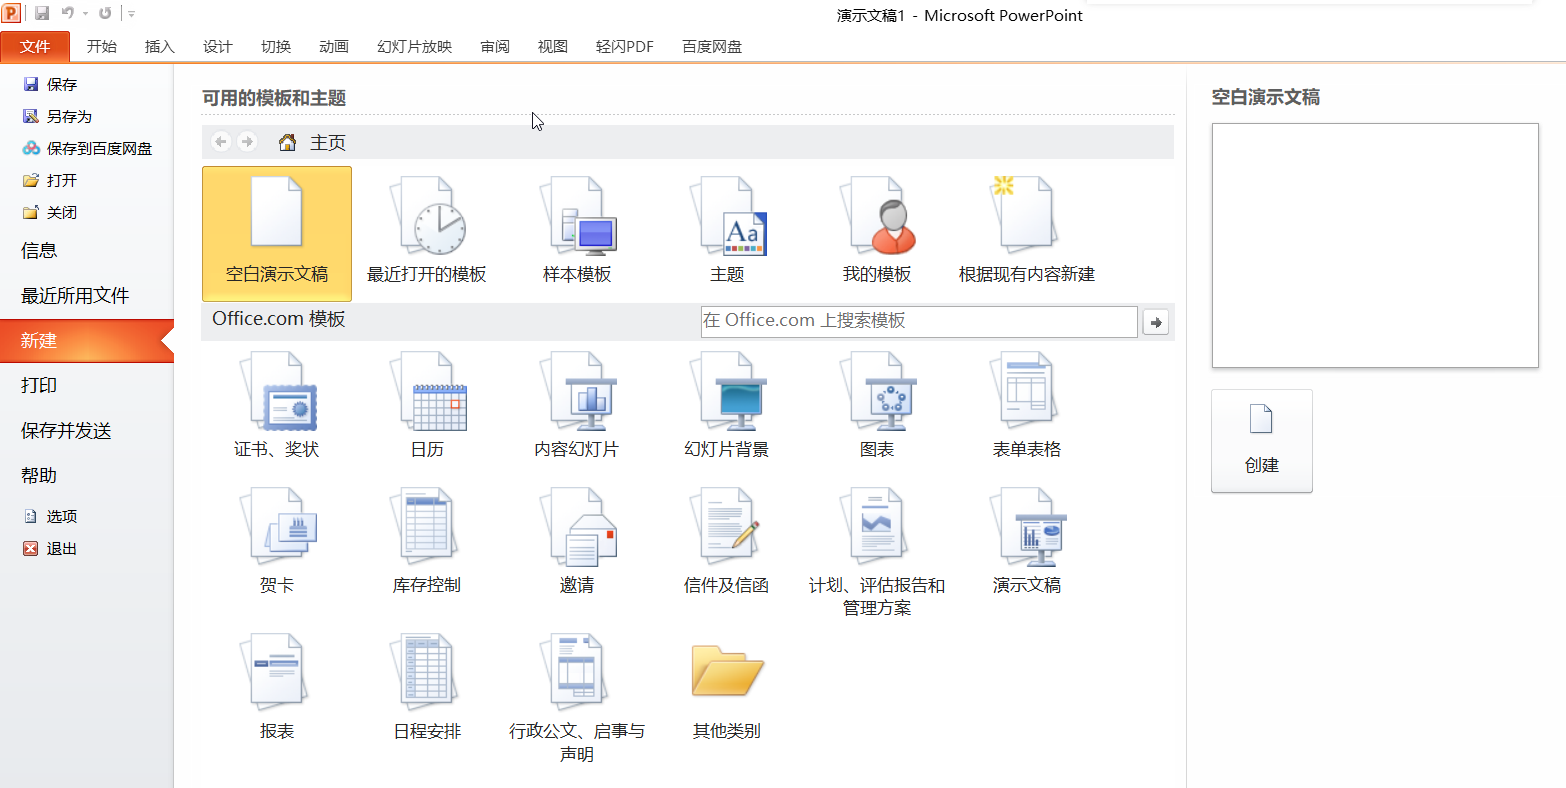 演示文稿1 - Microsoft PowerPoint
文件 开始 插入 设计 切换 动画 幻灯片放映 审阅 视图 轻闪PDF 百度网盘
保存
另存为
保存到百度网盘
打开
关闭
信息
最近所用文件
新建
打印
保存并发送
帮助
选项
退出
可用的模板和主题
主页
空白演示文稿 最近打开的模板 样本模板 主题 我的模板 根据现有内容新建
Office.com 模板 在 Office.com 上搜索模板
Aa
证书、奖状 日历 内容幻灯片 幻灯片背景 图表 表单表格
贺卡 库存控制 邀请 信件及信函 计划、评估报告和
管理方案
演示文稿
报表 日程安排 行政公文、启事与
声明
其他类别
空白演示文稿
创建